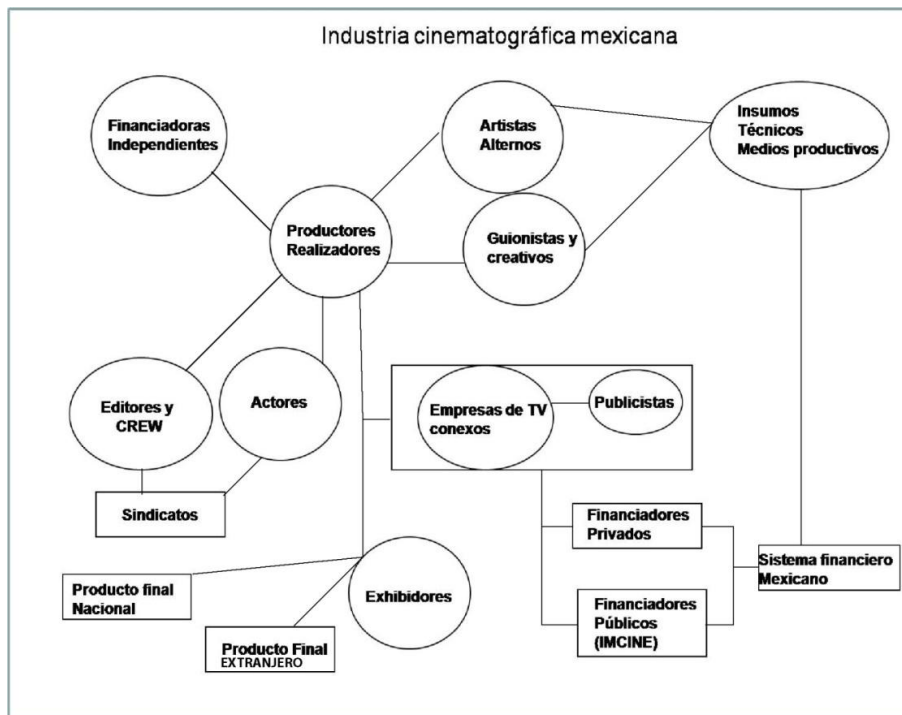 Industria cinematográfica mexicana
Financiadoras
Independientes
Artistas
Alternos
Insumos
Técnicos
Medios productivos
Productores
Realizadores
Guionistas y
creativos
Editores y
CREW
Actores
Empresas de TV
conexos
Publicistas
Sindicatos
Financiadores
Privados
Sistema financiero
Mexicano
Producto final
Nacional
Exhibidores
Financiadores
Públicos
(IMCINE)
Producto Final
EXTRANJERO